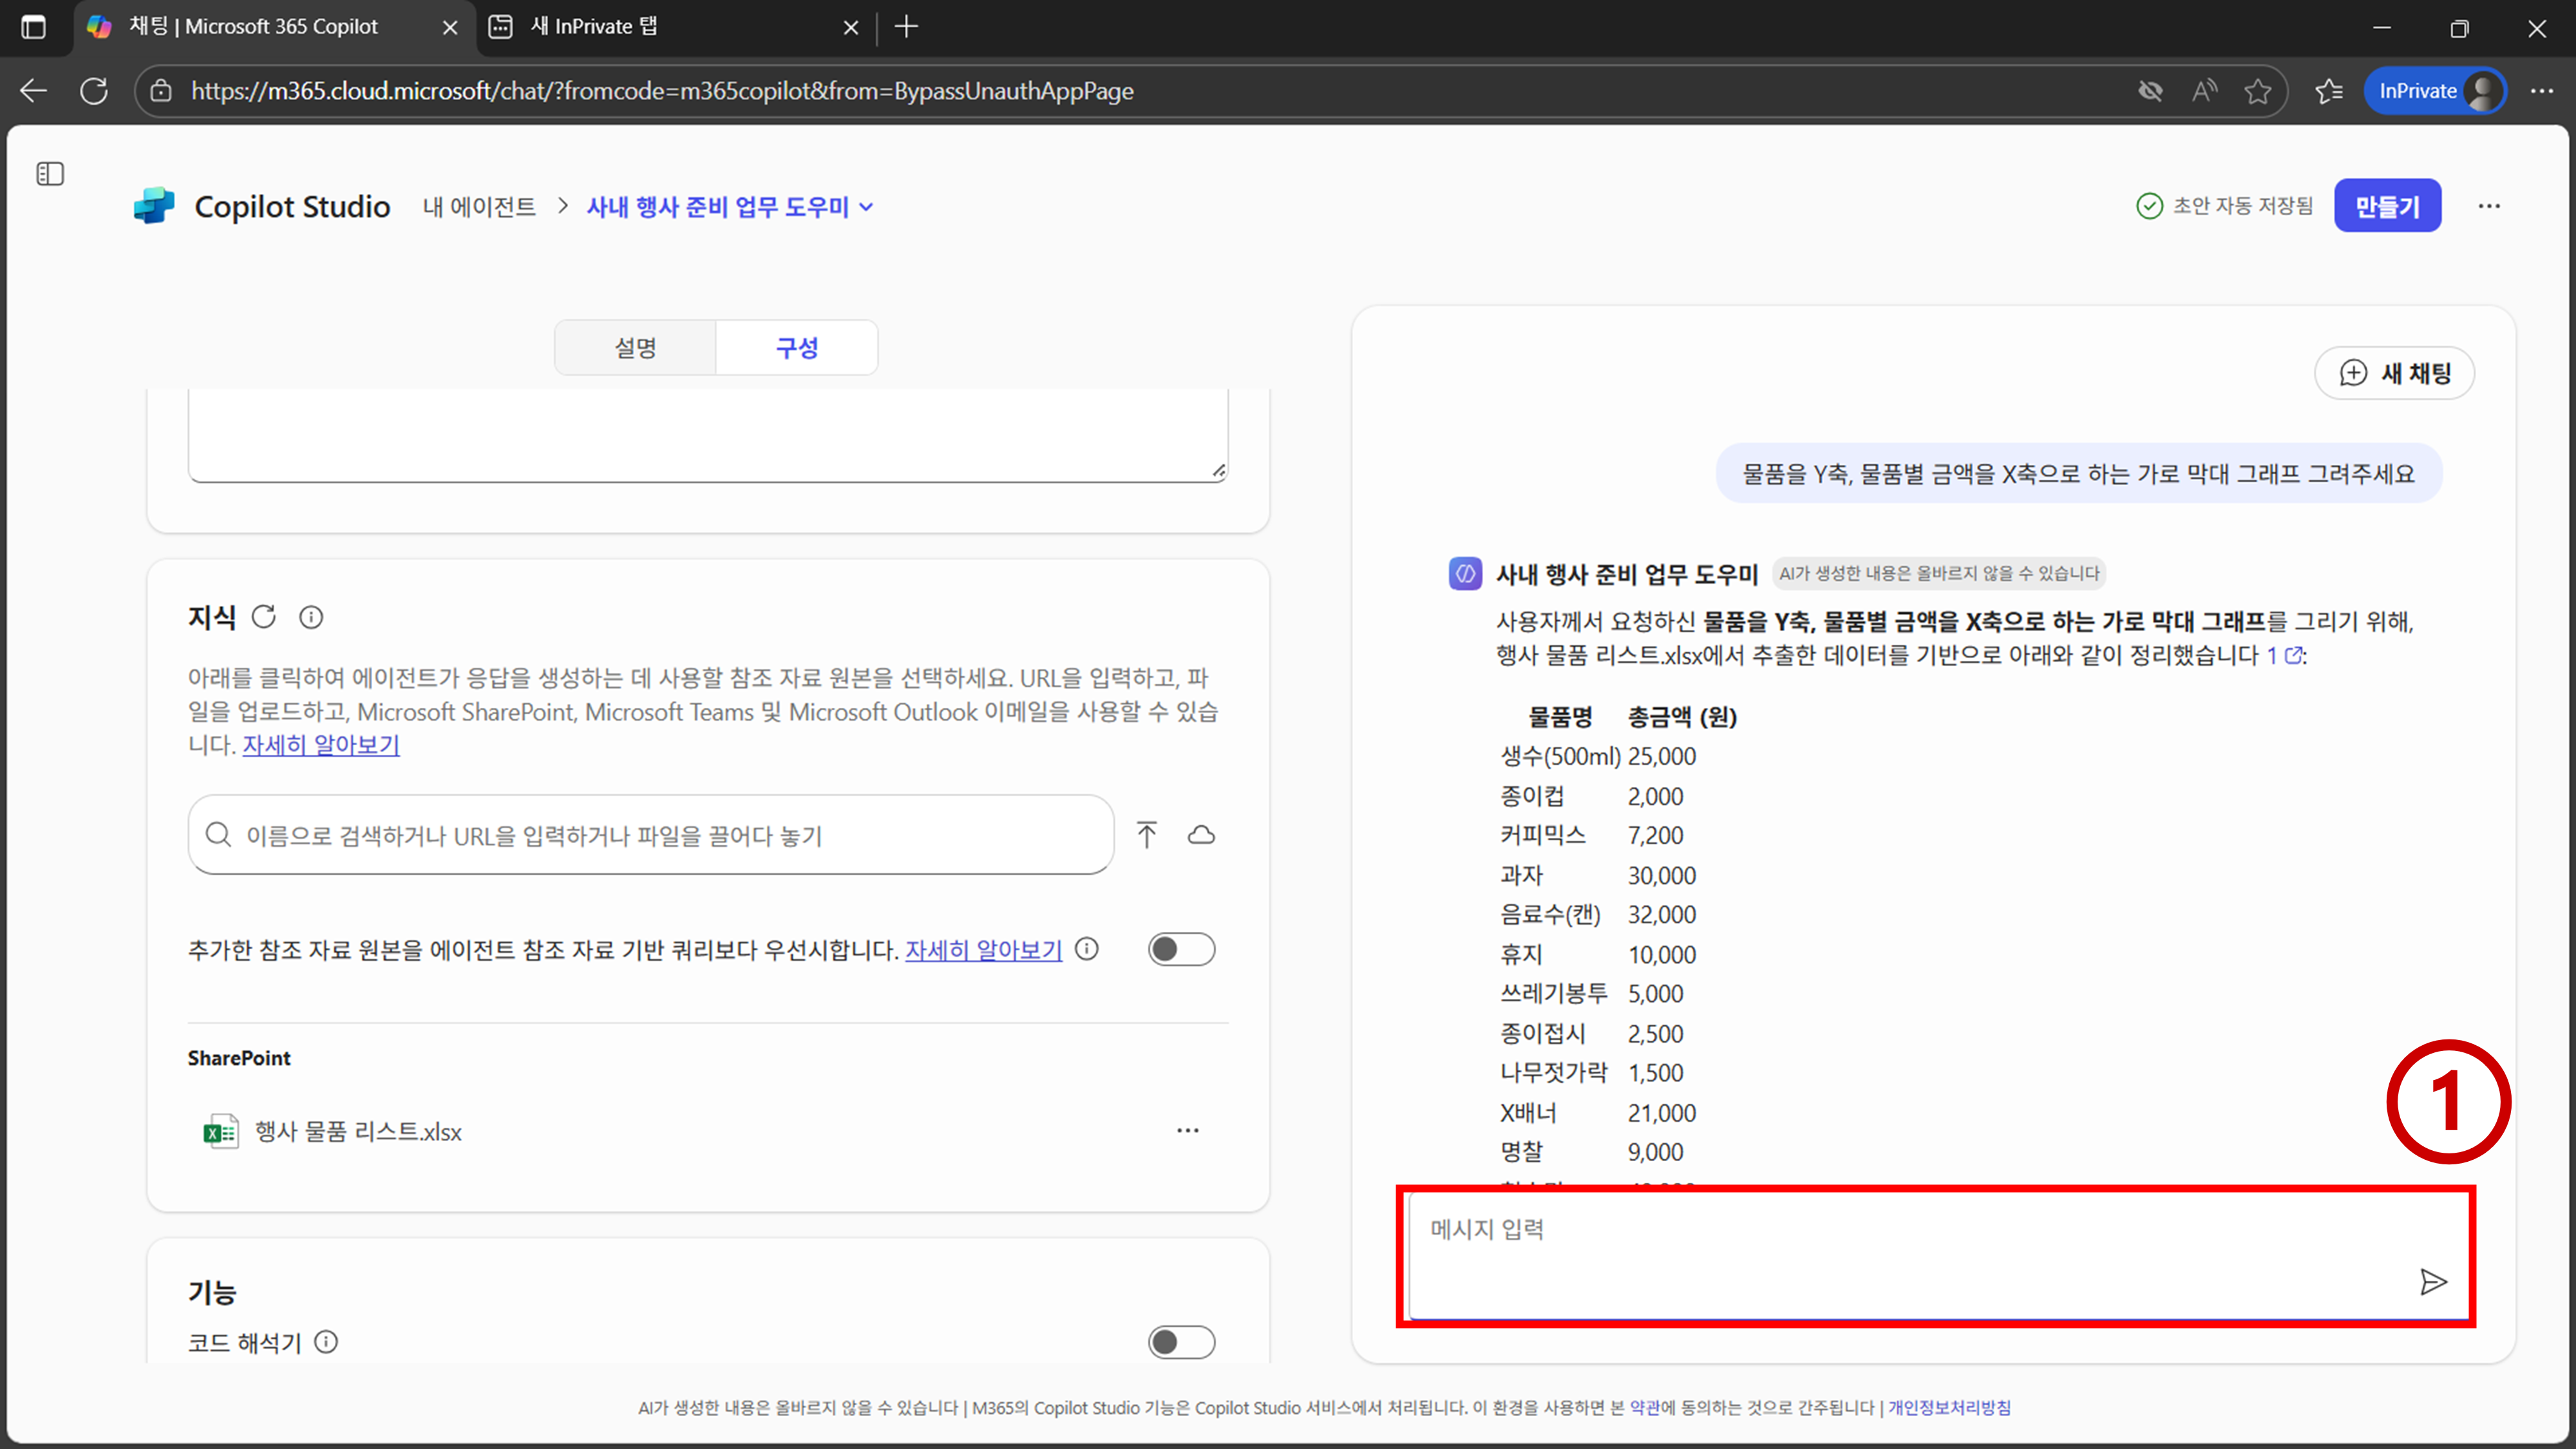 채팅 | Microsoft 365 Copilot
새 InPrivate 탭
https://m365.cloud.microsoft/chat/?fromcode=m365copilot&from=BypassUnauthAppPage
InPrivate
Copilot Studio
내 에이전트 > 사내 행사 준비 업무 도우미
초안 자동 저장됨
만들기
설명
구성
지식
아래를 클릭하여 에이전트가 응답을 생성하는 데 사용할 참조 자료 원본을 선택하세요. URL을 입력하고, 파
일을 업로드하고, Microsoft SharePoint, Microsoft Teams 및 Microsoft Outlook 이메일을 사용할 수 있습
니다. 자세히 알아보기
이름으로 검색하거나 URL을 입력하거나 파일을 끌어다 놓기
추가한 참조 자료 원본을 에이전트 참조 자료 기반 쿼리보다 우선시합니다. 자세히 알아보기
SharePoint
행사 물품 리스트.xlsx
기능
코드 해석기
새 채팅
물품을 Y축, 물품별 금액을 X축으로 하는 가로 막대 그래프 그려주세요
사내 행사 준비 업무 도우미
AI가 생성한 내용은 올바르지 않을 수 있습니다
사용자께서 요청하신 물품을 Y축, 물품별 금액을 X축으로 하는 가로 막대 그래프를 그리기 위해,
행사 물품 리스트.xlsx에서 추출한 데이터를 기반으로 아래와 같이 정리했습니다 1:
물품명 총금액 (원)
생수(500ml) 25,000
종이컵 2,000
커피믹스 7,200
과자 30,000
음료수(캔) 32,000
휴지 10,000
쓰레기봉투 5,000
종이접시 2,500
나무젓가락 1,500
X배너 21,000
명찰 9,000
1
메시지 입력
AI가 생성한 내용은 올바르지 않을 수 있습니다 | M365의 Copilot Studio 기능은 Copilot Studio 서비스에서 처리됩니다. 이 환경을 사용하면 본 약관에 동의하는 것으로 간주됩니다 | 개인정보처리방침